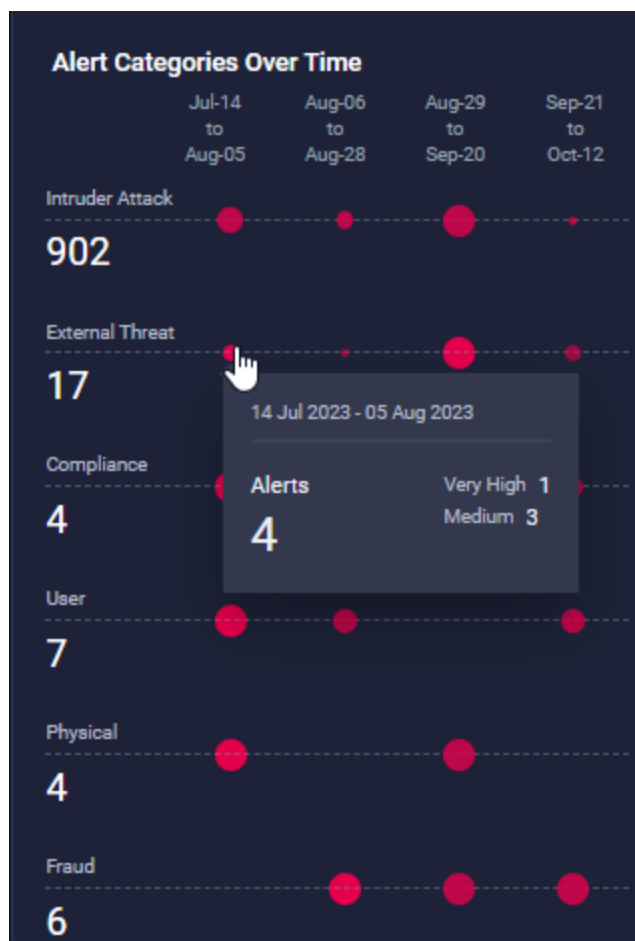 Alert Categories Over Time
Jul-14 Aug-06 Aug-29 Sep-21
to to to to
Aug-05 Aug-28 Sep-20 Oct-12
Intruder Attack
902
External Threat
17
14 Jul 2023 - 05 Aug 2023
Compliance
4
Alerts Very High 1
4 Medium 3
User
7
Physical
4
Fraud
6